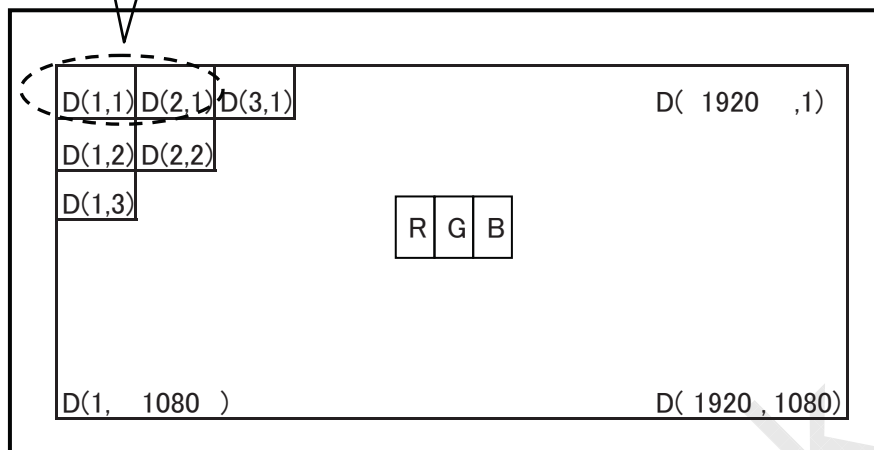 D(1,1) D(2,1) D(3,1) D( 1920 ,1)
D(1,2) D(2,2)
D(1,3)
R G B
D(1, 1080 ) D( 1920 , 1080)